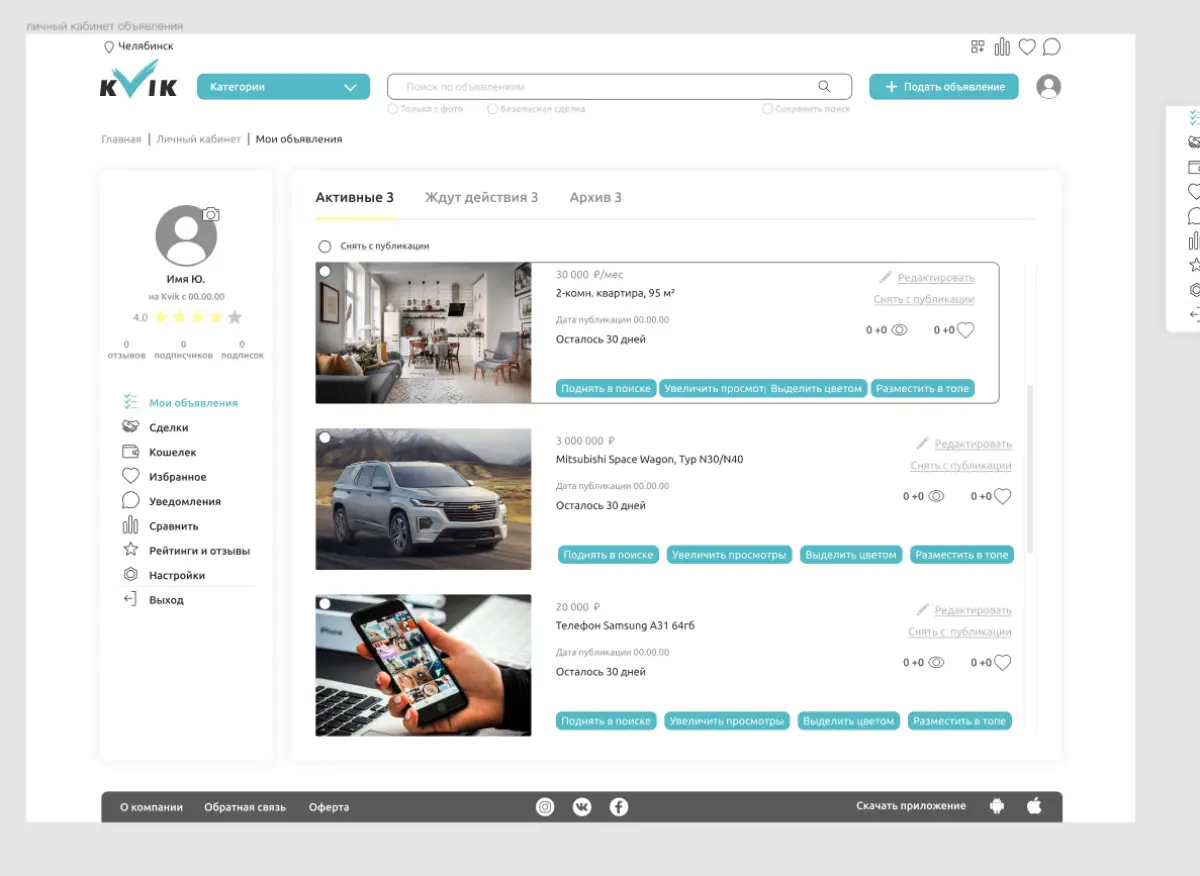 личный кабинет объявления
Челябинск
KVIK
Категории
Поиск по объявлениям
+ Подать объявление
Только с фото
Безопасная сделка
Сохранить поиск
Главная | Личный кабинет | Мои объявления
Имя Ю.
на Kvik с 00.00.00
4.0
0 0 0
отзывов подписчиков подписок
Мои объявления
Сделки
Кошелек
Избранное
Уведомления
Сравнить
Рейтинги и отзывы
Настройки
Выход
Активные 3 Ждут действия 3 Архив 3
Снять с публикации
30 000 ₽/мес
Редактировать
2-комн. квартира, 95 м²
Снять с публикации
Дата публикации 00.00.00
0 +0 0 +0
Осталось 30 дней
Поднять в поиске Увеличить просмот Выделить цветом Разместить в топе
3 000 000 ₽
Редактировать
Mitsubishi Space Wagon, Typ N30/N40
Снять с публикации
Дата публикации 00.00.00
0 +0 0 +0
Осталось 30 дней
Поднять в поиске Увеличить просмотры Выделить цветом Разместить в топе
20 000 ₽
Редактировать
Телефон Samsung A31 64гб
Снять с публикации
Дата публикации 00.00.00
0 +0 0 +0
Осталось 30 дней
iPhone
Поднять в поиске Увеличить просмотры Выделить цветом Разместить в топе
О компании Обратная связь Оферта
Скачать приложение